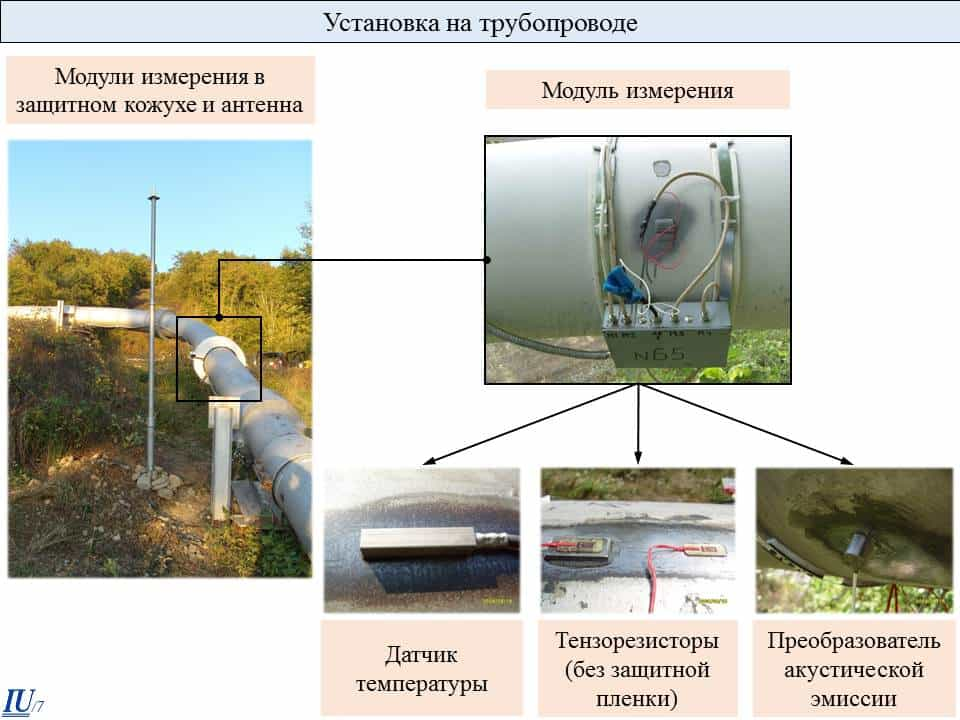 Установка на трубопроводе
Модули измерения в
защитном кожухе и антенна
Модуль измерения
N65
Датчик
температуры
Тензорезисторы
(без защитной
пленки)
Преобразователь
акустической
эмиссии
IU/7